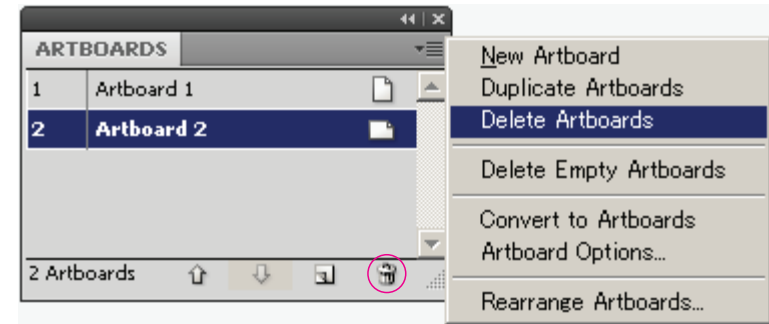 ARTBOARDS
1 Artboard 1
2 Artboard 2
2 Artboards
New Artboard
Duplicate Artboards
Delete Artboards
Delete Empty Artboards
Convert to Artboards
Artboard Options...
Rearrange Artboards...